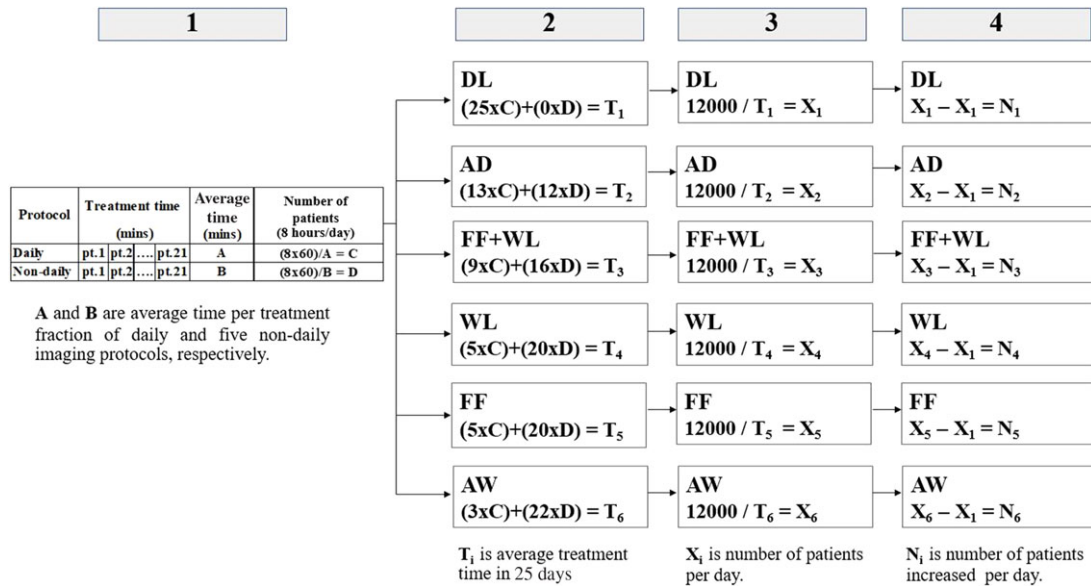 1
2
3
4
Protocol
Treatment time
(mins)
Average
time
(mins)
Number of
patients
(8 hours/day)
Daily
pt.1 pt.2 .... pt.21
A
(8x60)/A = C
Non-daily
pt.1 pt.2 .... pt.21
B
(8x60)/B = D
A and B are average time per treatment
fraction of daily and five non-daily
imaging protocols, respectively.
DL
(25xC)+(0xD) = T₁
DL
12000 / T₁ = X₁
DL
X₁ – X₁ = N₁
AD
(13xC)+(12xD) = T₂
AD
12000 / T₂ = X₂
AD
X₂ – X₁ = N₂
FF+WL
(9xC)+(16xD) = T₃
FF+WL
12000 / T₃ = X₃
FF+WL
X₃ – X₁ = N₃
WL
(5xC)+(20xD) = T₄
WL
12000 / T₄ = X₄
WL
X₄ – X₁ = N₄
FF
(5xC)+(20xD) = T₅
FF
12000 / T₅ = X₅
FF
X₅ – X₁ = N₅
AW
(3xC)+(22xD) = T₆
AW
12000 / T₆ = X₆
AW
X₆ – X₁ = N₆
Tᵢ is average treatment
time in 25 days
Xᵢ is number of patients
per day.
Nᵢ is number of patients
increased per day.